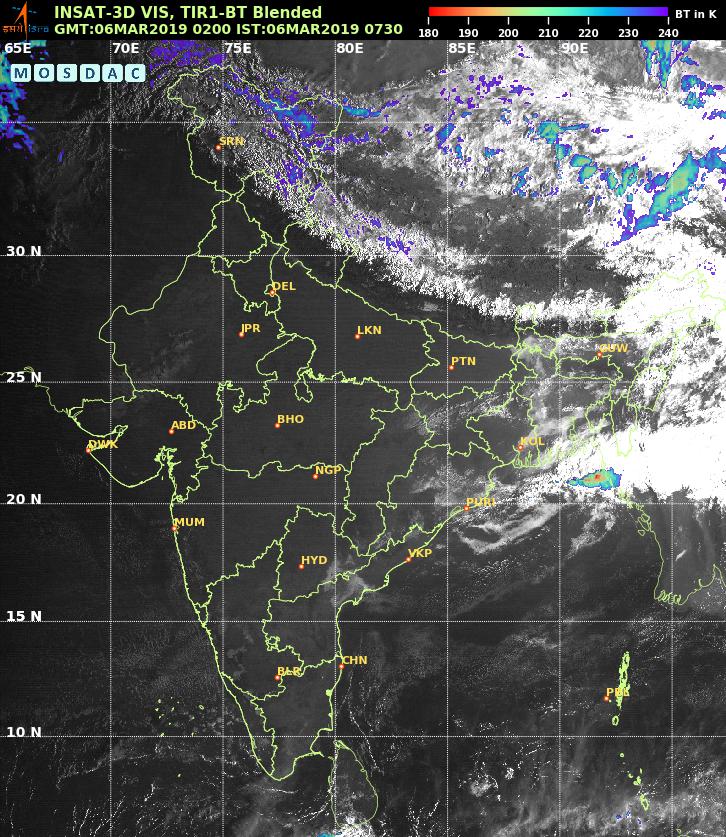 INSAT-3D VIS, TIR1-BT Blended
GMT:06MAR2019 0200 IST:06MAR2019 0730
180 190 200 210 220 230 240 BT in K
65E 70E 75E 80E 85E 90E
MOSDAC
SRN
30 N
DEL
JPR LKN
GUW
PTN
25 N
ABD BHO
DWK KOL
NGP
20 N PURI
MUM
VKP
HYD
15 N
CHN
BLR
PBL
10 N